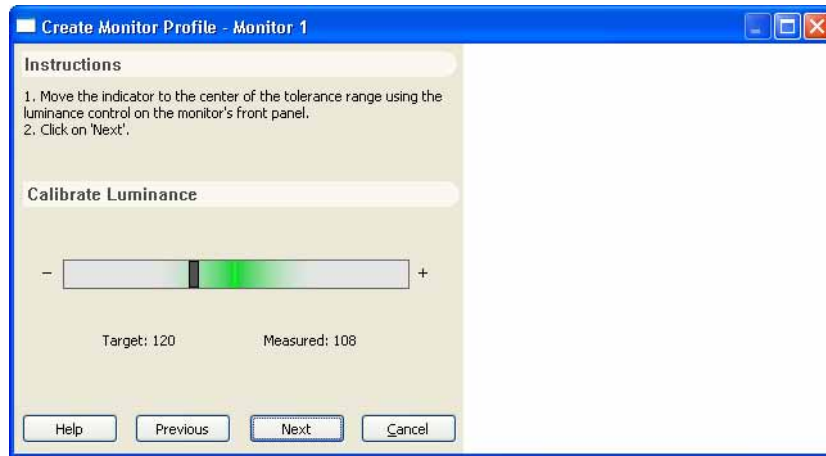 Create Monitor Profile - Monitor 1
Instructions
1. Move the indicator to the center of the tolerance range using the
luminance control on the monitor's front panel.
2. Click on 'Next'.
Calibrate Luminance
- +
Target: 120 Measured: 108
Help Previous Next Cancel